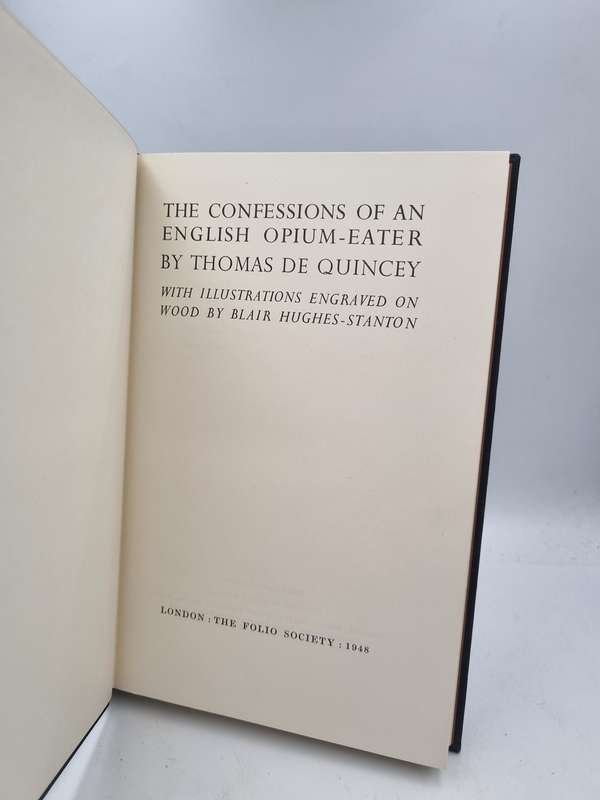 THE CONFESSIONS OF AN
ENGLISH OPIUM-EATER
BY THOMAS DE QUINCEY
WITH ILLUSTRATIONS ENGRAVED ON
WOOD BY BLAIR HUGHES-STANTON
LONDON : THE FOLIO SOCIETY : 1948